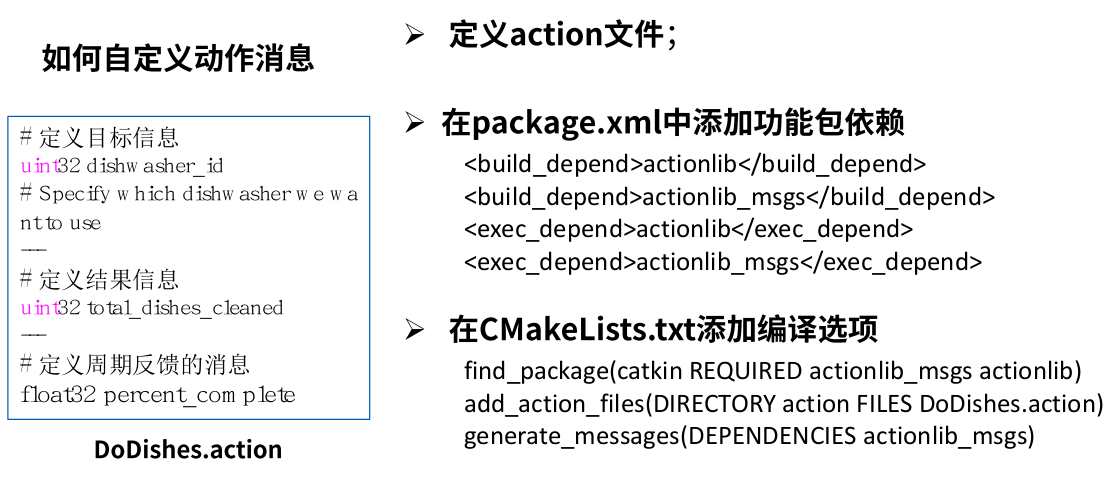 如何自定义动作消息
# 定义目标信息
uint32 dishwasher_id
# Specify which dishwasher we wa
nt to use
---
# 定义结果信息
uint32 total_dishes_cleaned
---
# 定义周期反馈的消息
float32 percent_complete
DoDishes.action
➢ 定义action文件;
➢ 在package.xml中添加功能包依赖
<build_depend>actionlib</build_depend>
<build_depend>actionlib_msgs</build_depend>
<exec_depend>actionlib</exec_depend>
<exec_depend>actionlib_msgs</exec_depend>
➢ 在CMakeLists.txt添加编译选项
find_package(catkin REQUIRED actionlib_msgs actionlib)
add_action_files(DIRECTORY action FILES DoDishes.action)
generate_messages(DEPENDENCIES actionlib_msgs)